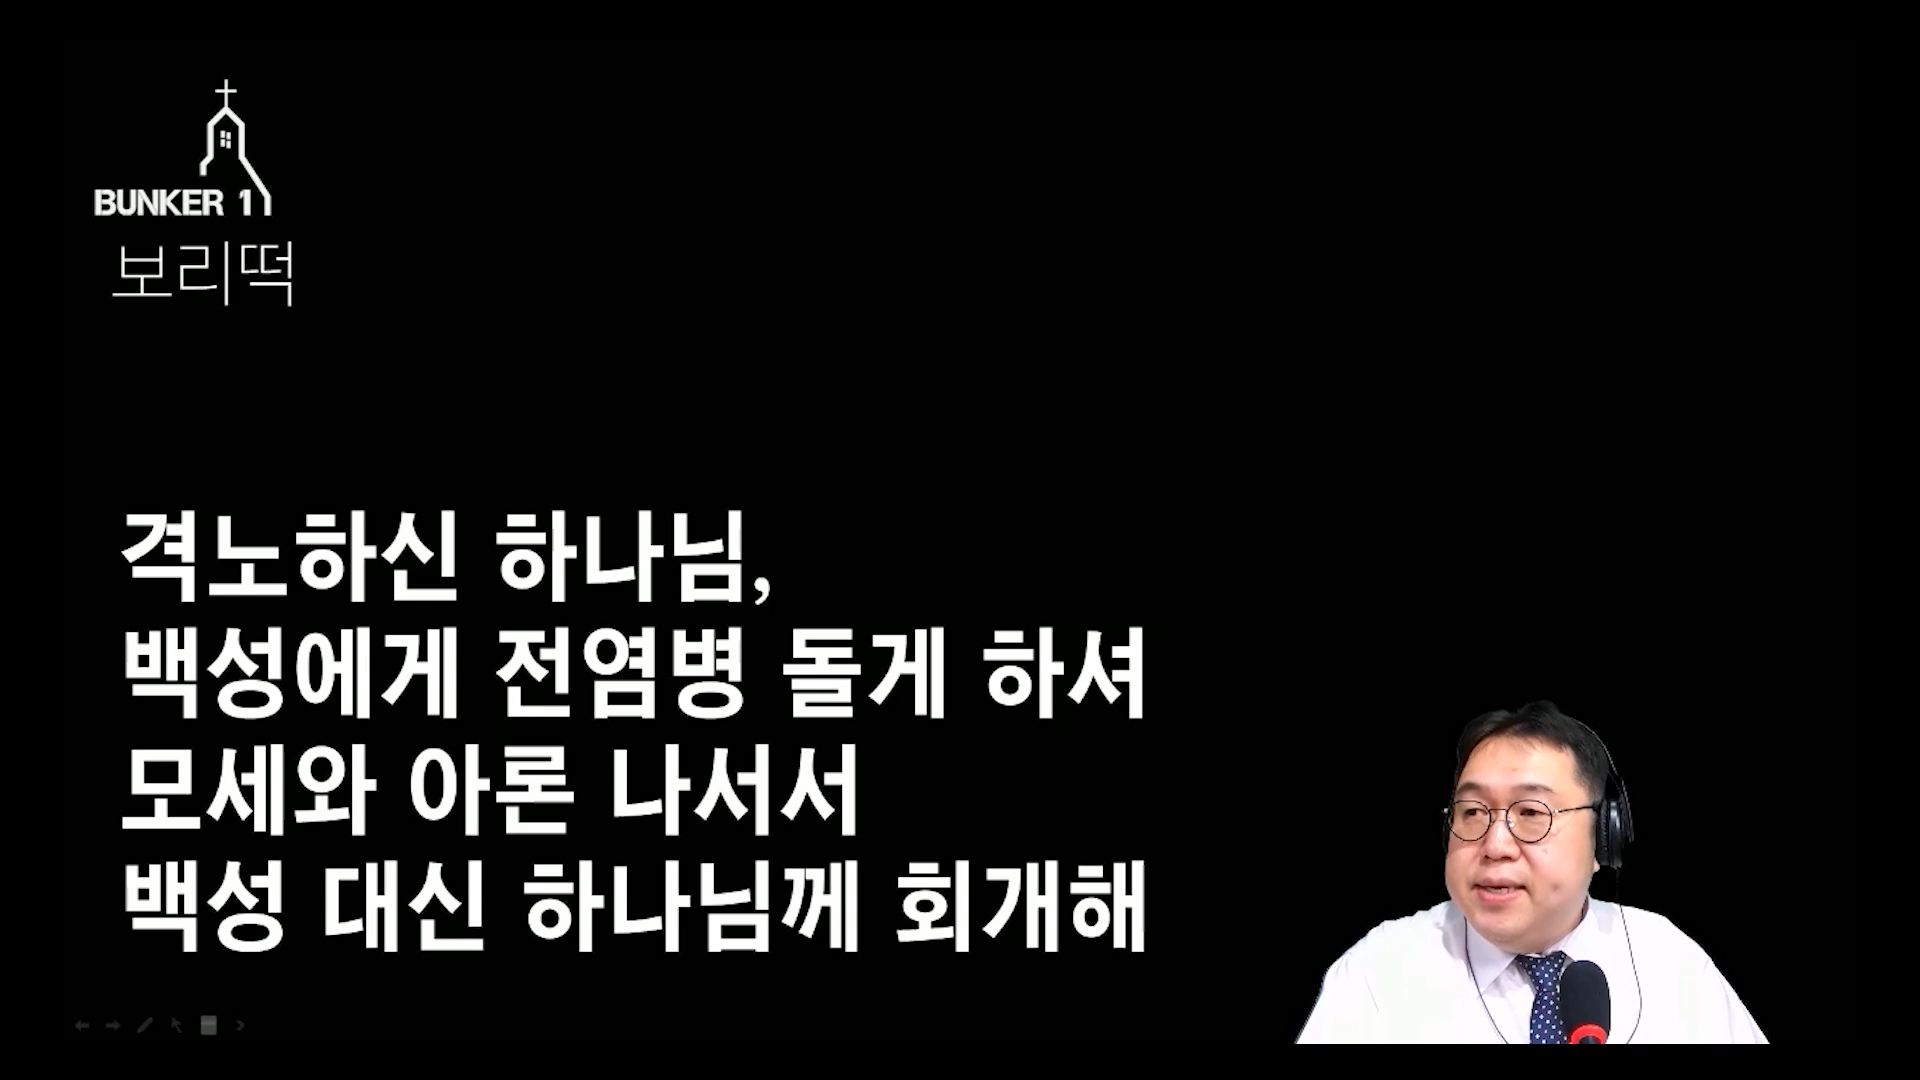 BUNKER 1
보리떡
격노하신 하나님,
백성에게 전염병 돌게 하셔
모세와 아론 나서서
백성 대신 하나님께 회개해